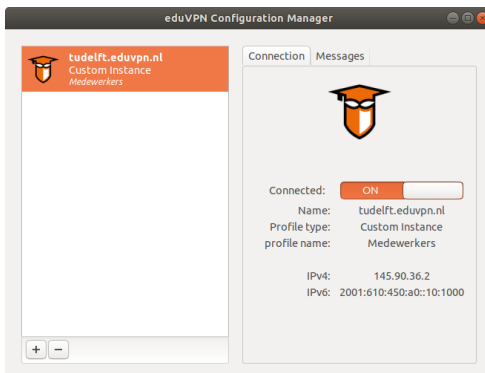 eduVPN Configuration Manager
tudelft.eduvpn.nl
Custom Instance
Medewerkers
Connection Messages
Connected: ON
Name: tudelft.eduvpn.nl
Profile type: Custom Instance
profile name: Medewerkers
IPv4: 145.90.36.2
IPv6: 2001:610:450:a0::10:1000